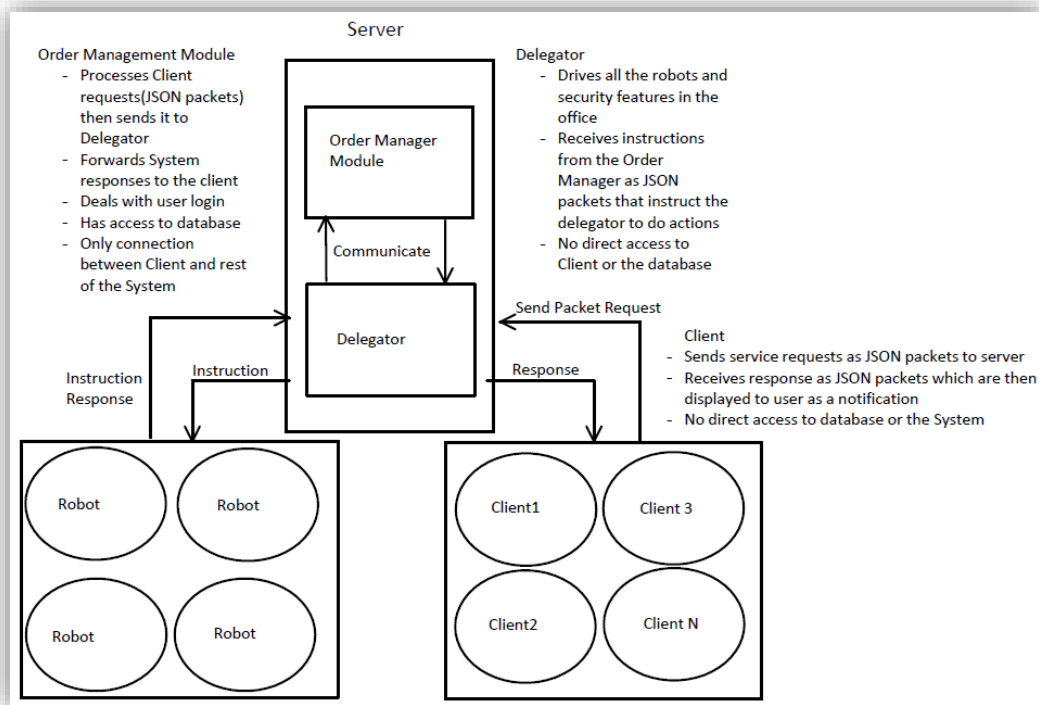 Server
Order Management Module
- Processes Client
requests(JSON packets)
then sends it to
Delegator
- Forwards System
responses to the client
- Deals with user login
- Has access to database
- Only connection
between Client and rest
of the System
Order Manager
Module
Communicate
Delegator
Delegator
- Drives all the robots and
security features in the
office
- Receives instructions
from the Order
Manager as JSON
packets that instruct the
delegator to do actions
- No direct access to
Client or the database
Send Packet Request
Client
- Sends service requests as JSON packets to server
- Receives response as JSON packets which are then
displayed to user as a notification
- No direct access to database or the System
Instruction
Response
Instruction
Response
Robot
Robot
Robot
Robot
Client1
Client 3
Client2
Client N